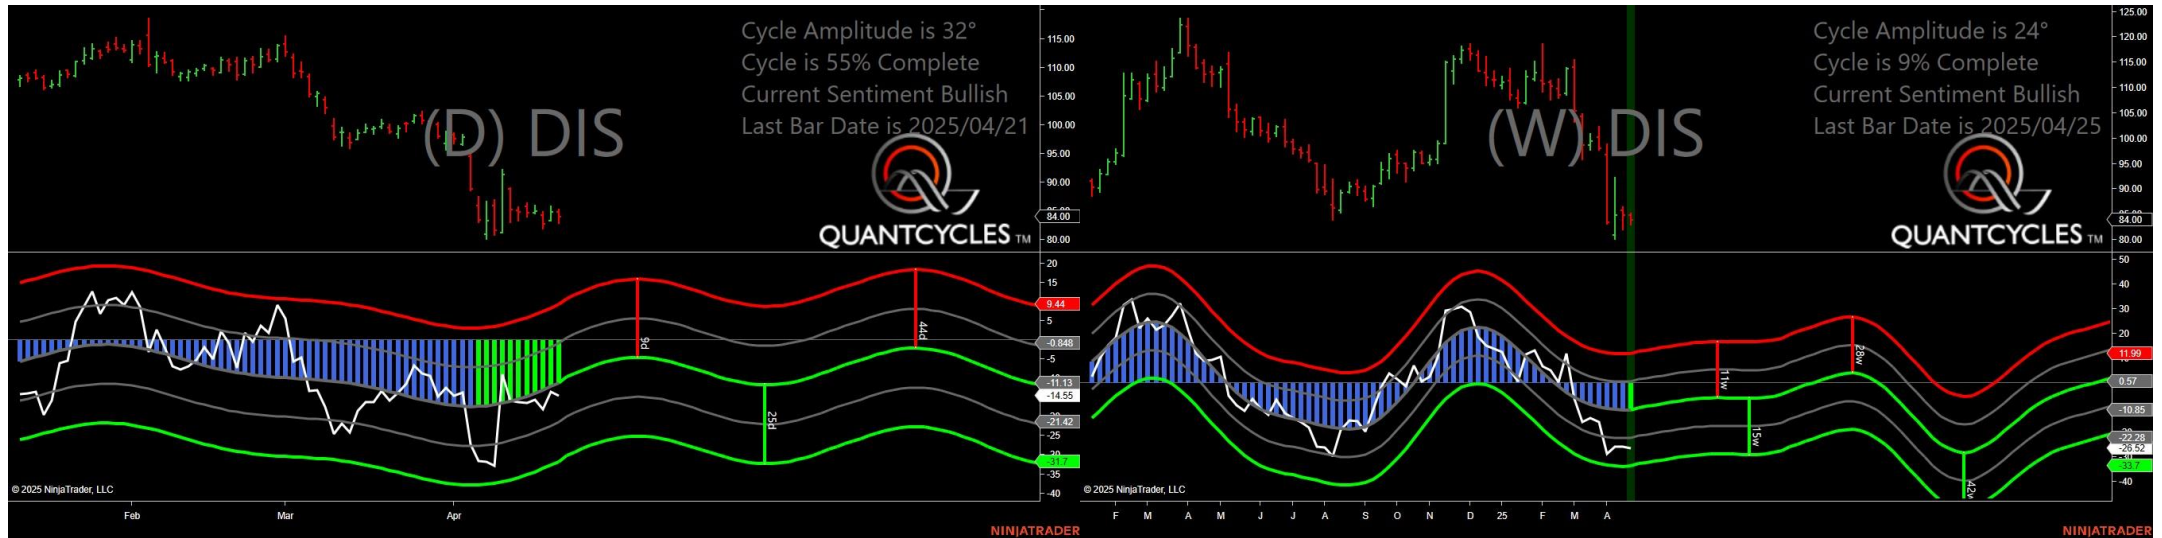 Cycle Amplitude is 32°
Cycle is 55% Complete
Current Sentiment Bullish
Last Bar Date is 2025/04/21
(D) DIS
QUANTCYCLES TM
115.00
110.00
105.00
100.00
95.00
90.00
84.00
80.00
20
15
9.44
5
-0.848
-5
-11.13
-14.55
-21.42
-25
-31.7
-35
-40
9d
25d
44d
© 2025 NinjaTrader, LLC
Feb
Mar
Apr
NINJATRADER
Cycle Amplitude is 24°
Cycle is 9% Complete
Current Sentiment Bullish
Last Bar Date is 2025/04/25
(W) DIS
QUANTCYCLES TM
125.00
120.00
115.00
110.00
105.00
100.00
95.00
90.00
84.00
80.00
50
40
30
20
11.99
0.57
-10.85
-22.28
-26.52
-33.7
-40
11w
15w
28w
42w
© 2025 NinjaTrader, LLC
F M A M J J A S O N D 25 F M A
NINJATRADER